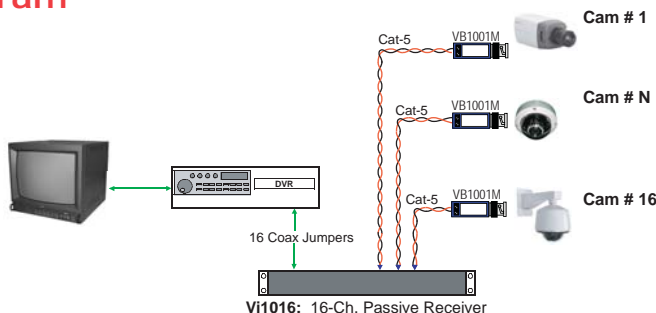 Cam # 1
VB1001M
Cat-5
Cam # N
VB1001M
Cat-5
DVR
Cam # 16
VB1001M
Cat-5
16 Coax Jumpers
Vi1016: 16-Ch. Passive Receiver